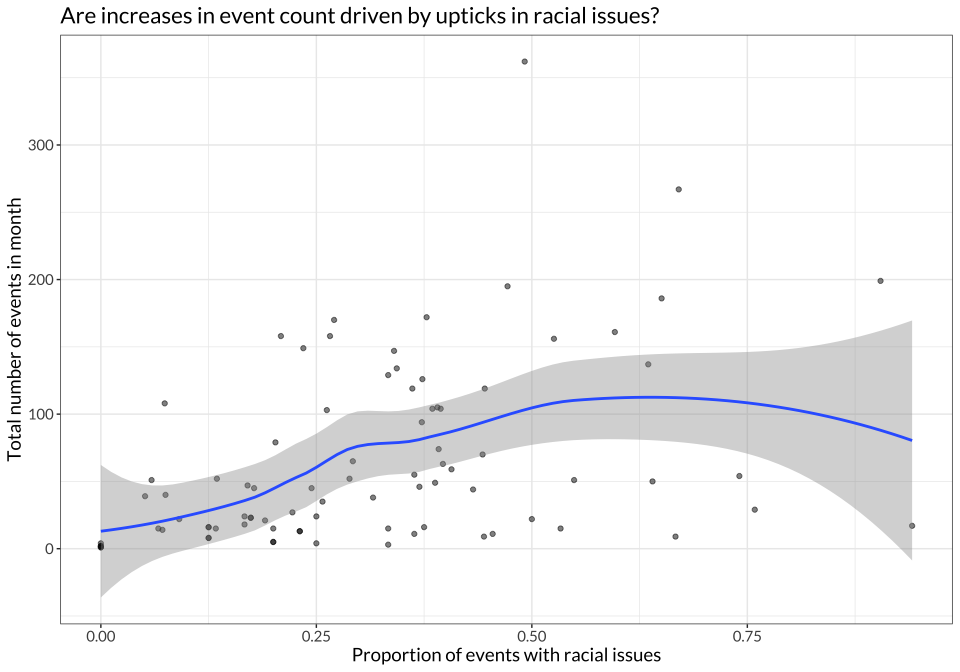 Are increases in event count driven by upticks in racial issues?
Total number of events in month
300
200
100
0
0.00 0.25 0.50 0.75
Proportion of events with racial issues